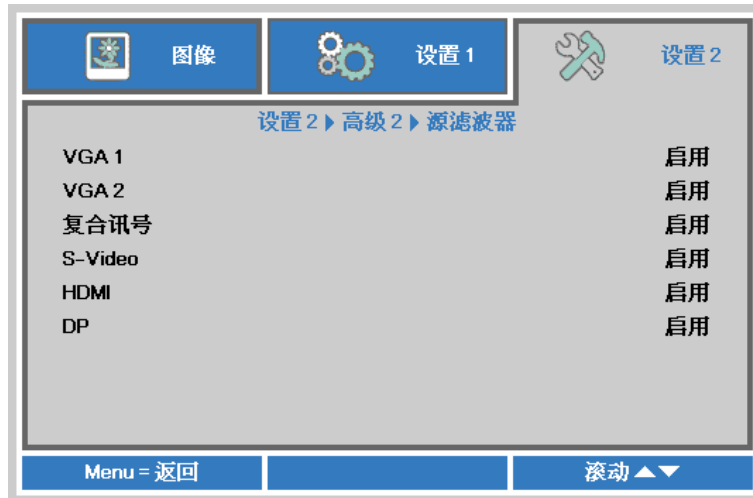 图像
设置 1
设置 2
设置 2 ▶ 高级 2 ▶ 源滤波器
VGA 1 启用
VGA 2 启用
复合讯号 启用
S-Video 启用
HDMI 启用
DP 启用
Menu = 返回
滚动 ▲▼